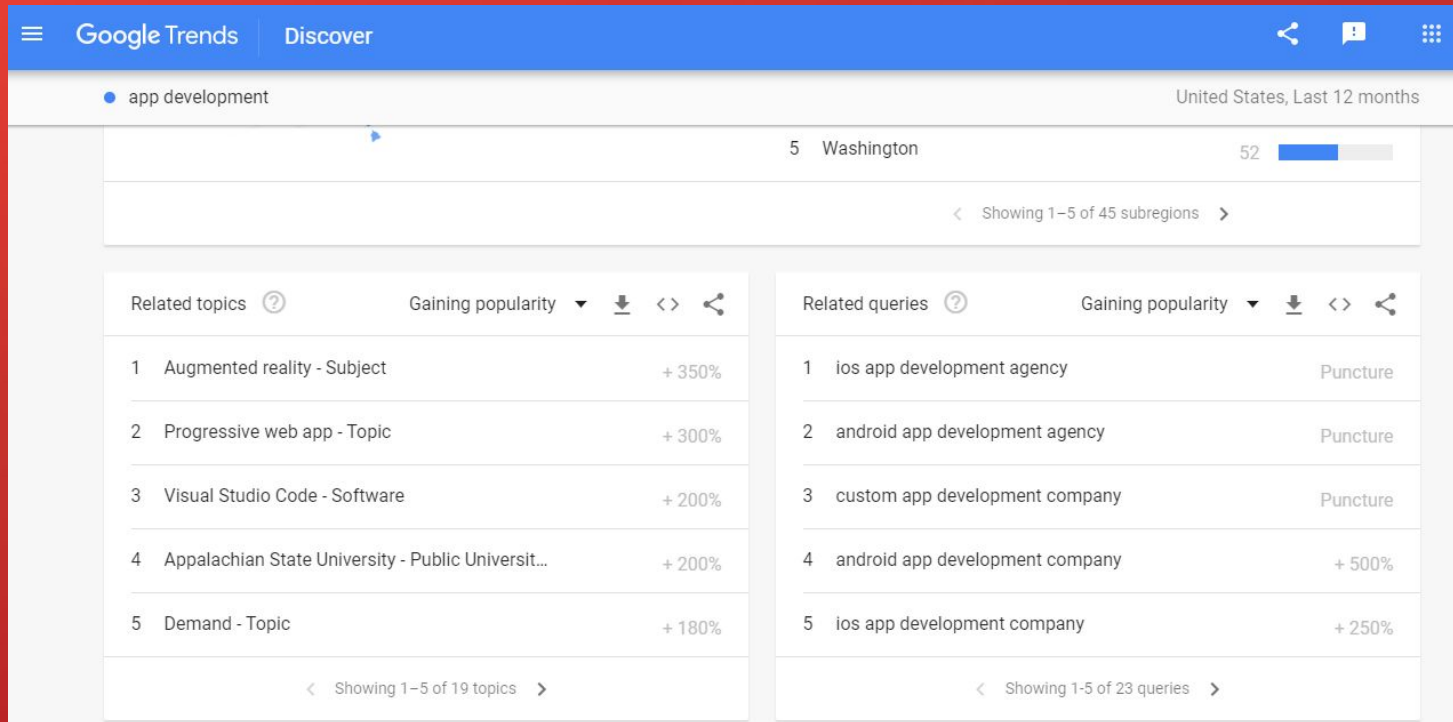 Google Trends Discover
app development United States, Last 12 months
5 Washington 52
Showing 1–5 of 45 subregions
Related topics Gaining popularity
1 Augmented reality - Subject + 350%
2 Progressive web app - Topic + 300%
3 Visual Studio Code - Software + 200%
4 Appalachian State University - Public Universit... + 200%
5 Demand - Topic + 180%
Showing 1–5 of 19 topics
Related queries Gaining popularity
1 ios app development agency Puncture
2 android app development agency Puncture
3 custom app development company Puncture
4 android app development company + 500%
5 ios app development company + 250%
Showing 1-5 of 23 queries